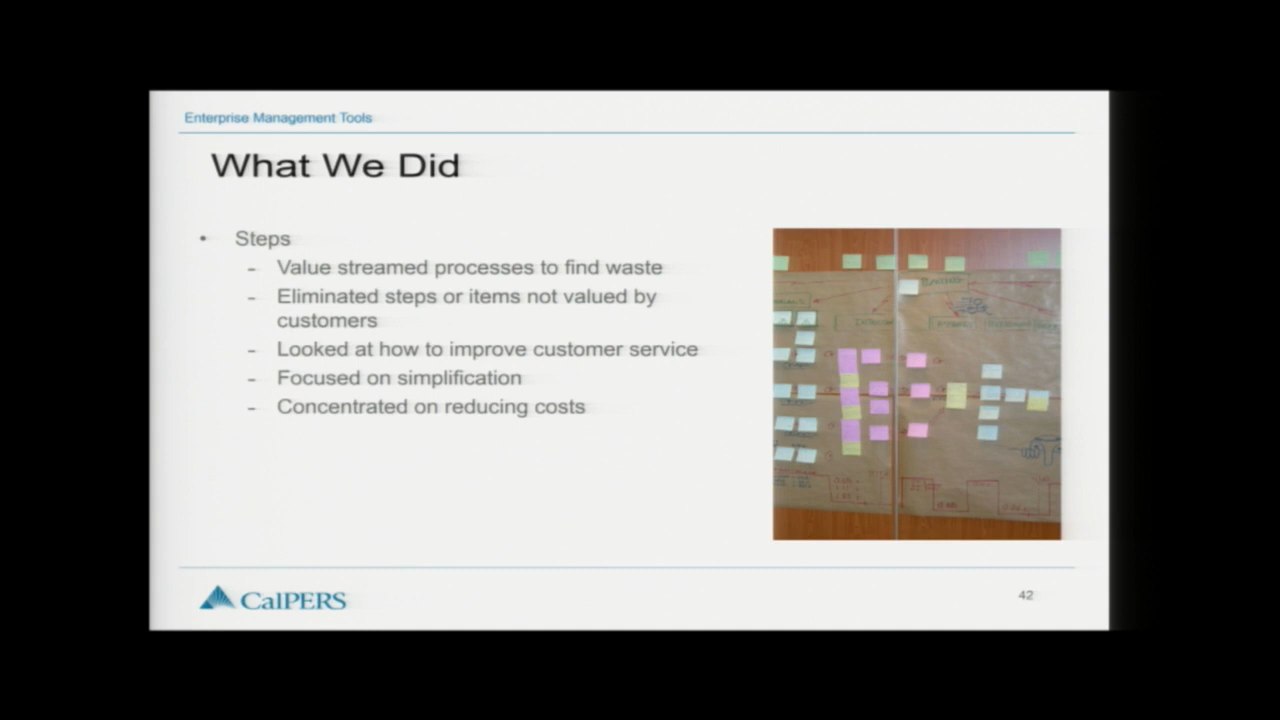 Enterprise Management Tools
What We Did
• Steps
- Value streamed processes to find waste
- Eliminated steps or items not valued by
customers
- Looked at how to improve customer service
- Focused on simplification
- Concentrated on reducing costs
CalPERS
42